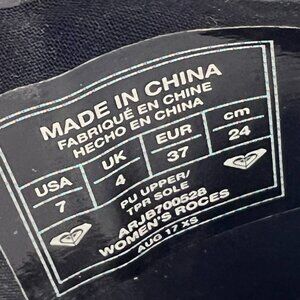 MADE IN CHINA
FABRIQUÉ EN CHINE
HECHO EN CHINA
USA UK EUR cm
7 4 37 24
PU UPPER/
TPR SOLE
ARJB700528
WOMEN'S ROCES
AUG 17 XS